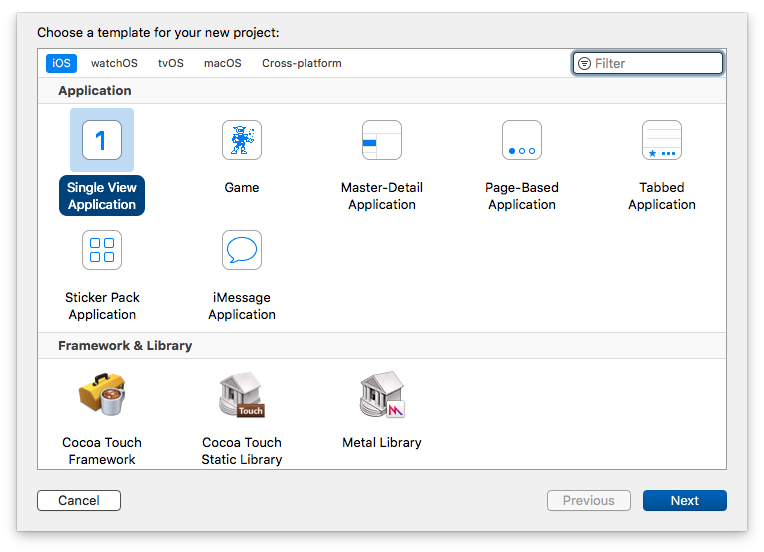 Choose a template for your new project:
iOS watchOS tvOS macOS Cross-platform Filter
Application
1
Single View Application
Game
Master-Detail Application
Page-Based Application
Tabbed Application
Sticker Pack Application
iMessage Application
Framework & Library
Touch
Cocoa Touch Framework
Cocoa Touch Static Library
Metal Library
Cancel Previous Next